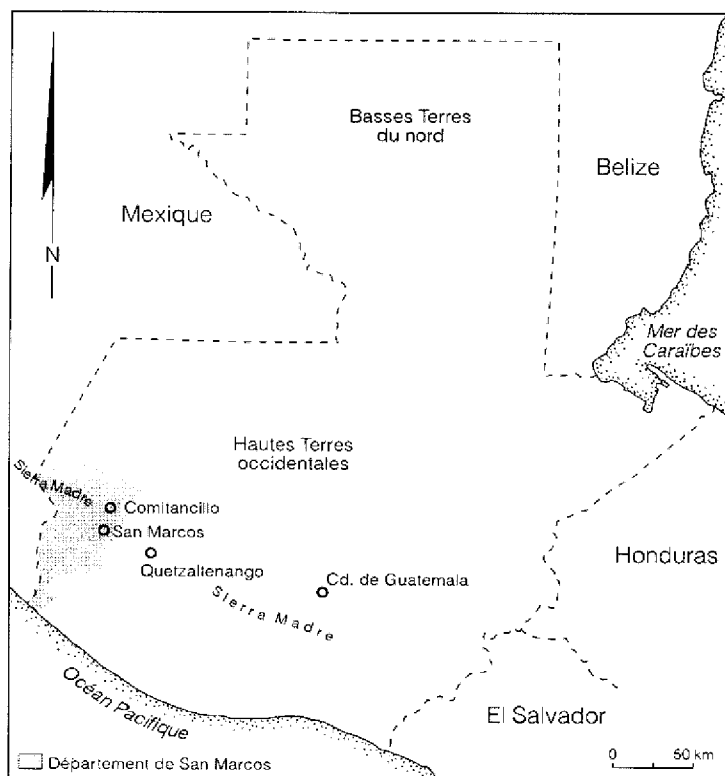 Basses Terres
du nord
Belize
Mexique
N
Mer des
Caraïbes
Hautes Terres
occidentales
Sierra Madre
Comitancillo
San Marcos
Quetzaltenango
Cd. de Guatemala
Honduras
Sierra Madre
Océan Pacifique
El Salvador
Département de San Marcos
0 50 km